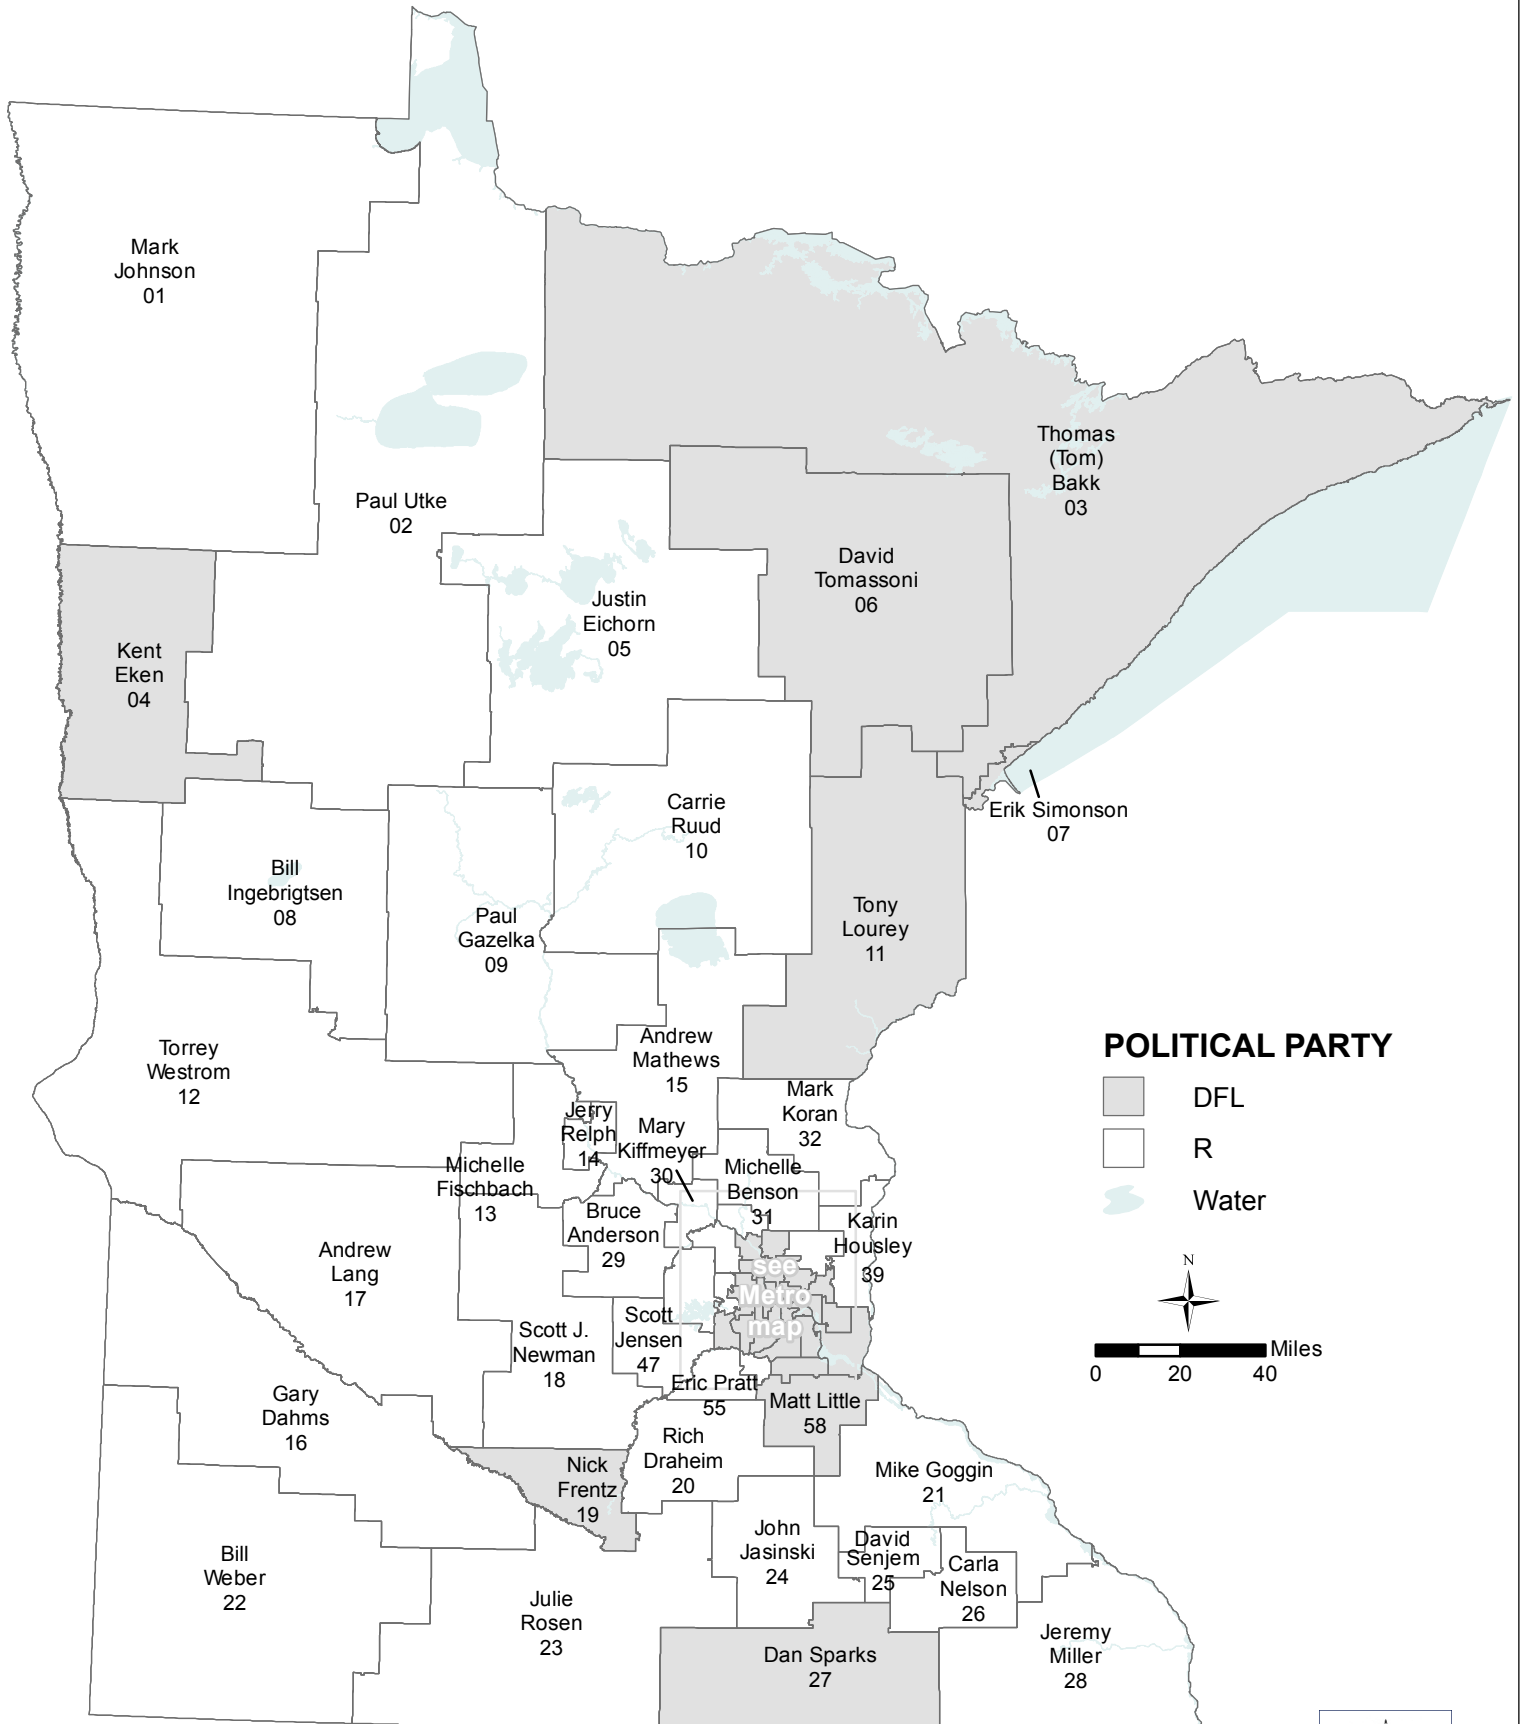 Mark
Johnson
01
Thomas
(Tom)
Bakk
03
Paul Utke
02
David
Tomassoni
06
Justin
Eichorn
05
Kent
Eken
04
Erik Simonson
07
Carrie
Ruud
10
Bill
Ingebrigtsen
08
Paul
Gazelka
09
Tony
Lourey
11
Torrey
Westrom
12
Andrew
Mathews
15
Mark
Koran
32
Jerry
Relph
14
Mary
Kiffmeyer
30
Michelle
Fischbach
13
Michelle
Benson
31
Bruce
Anderson
29
Karin
Housley
39
Andrew
Lang
17
see
Metro
map
Scott
Jensen
47
Scott J.
Newman
18
Eric Pratt
55
Matt Little
58
Gary
Dahms
16
Rich
Draheim
20
Nick
Frentz
19
Mike Goggin
21
John
Jasinski
24
David
Senjem
25
Carla
Nelson
26
Bill
Weber
22
Julie
Rosen
23
Dan Sparks
27
Jeremy
Miller
28
POLITICAL PARTY
DFL
R
Water
N
Miles
0 20 40